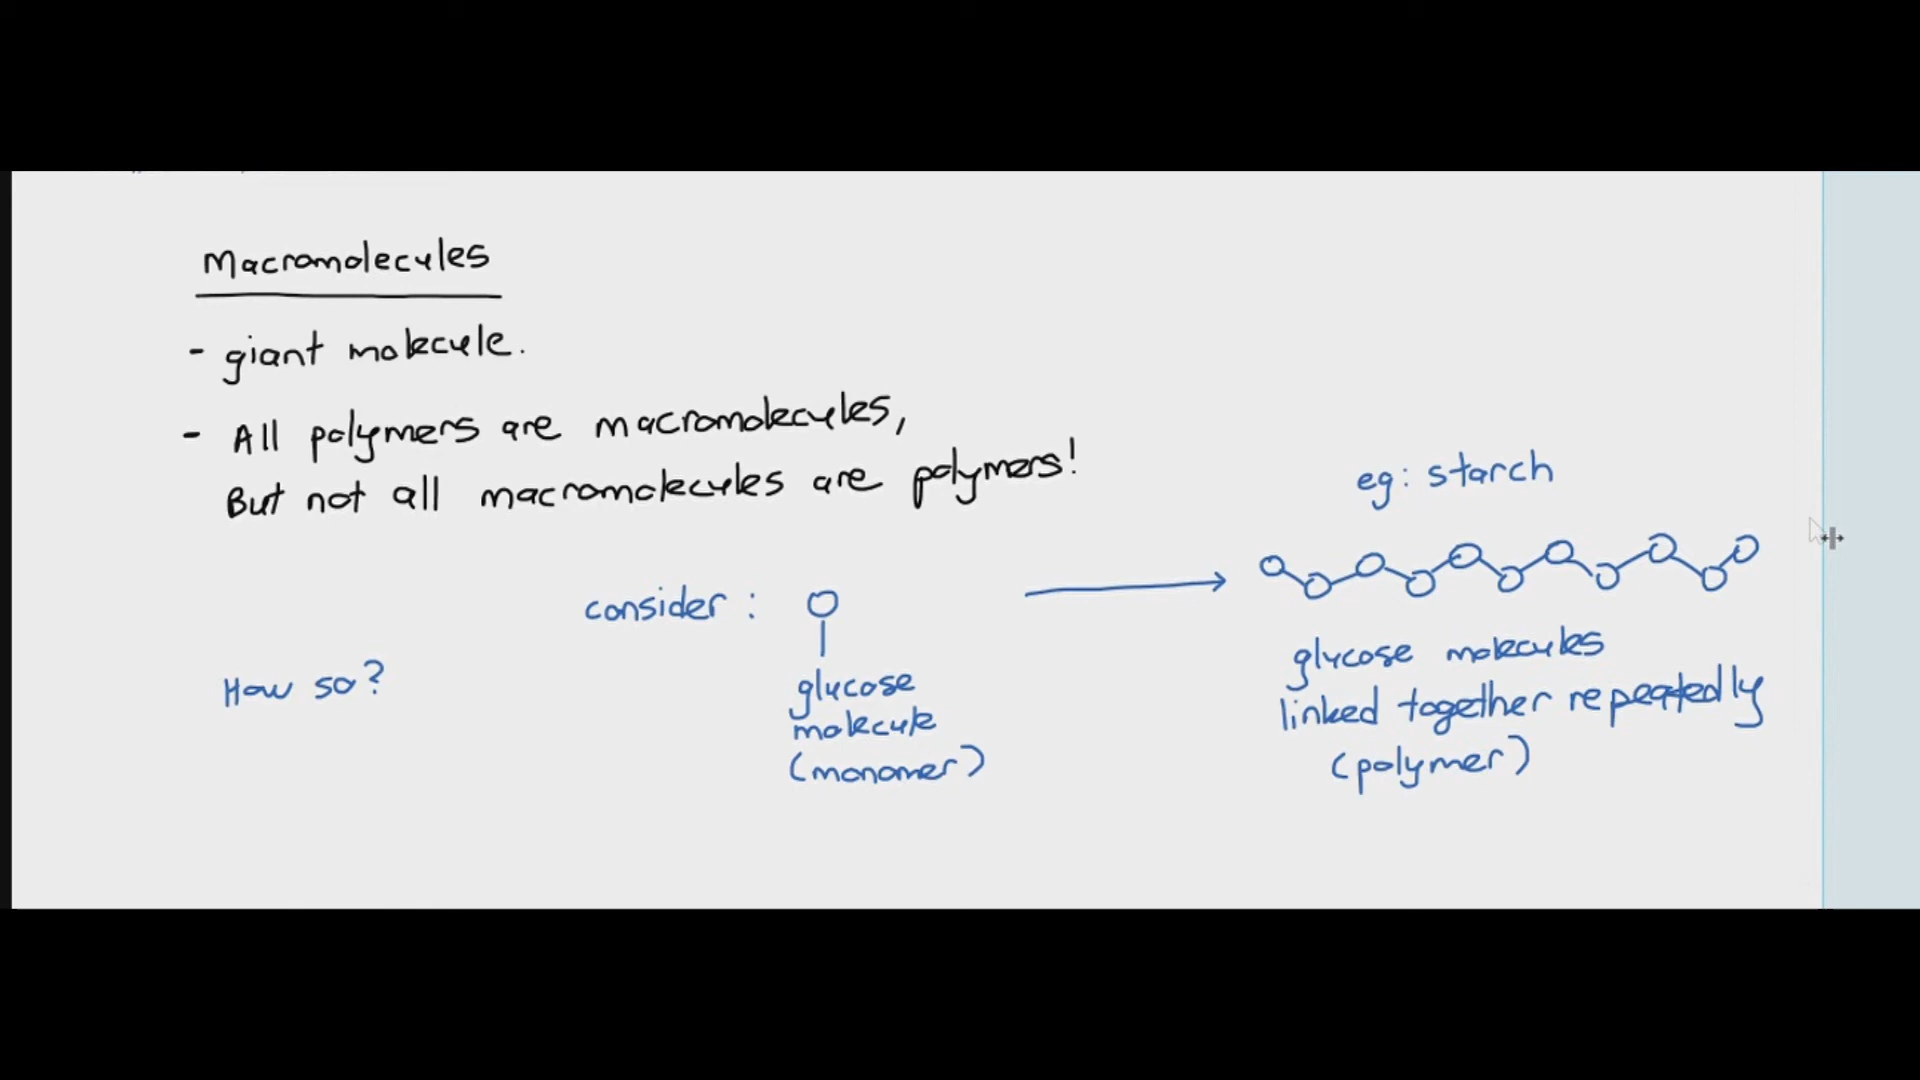 Macromolecules
- giant molecule.
- All polymers are macromolecules,
But not all macromolecules are polymers!
eg: starch
consider :
How so?
glucose
molecule
(monomer)
glucose molecules
linked together repeatedly
(polymer)